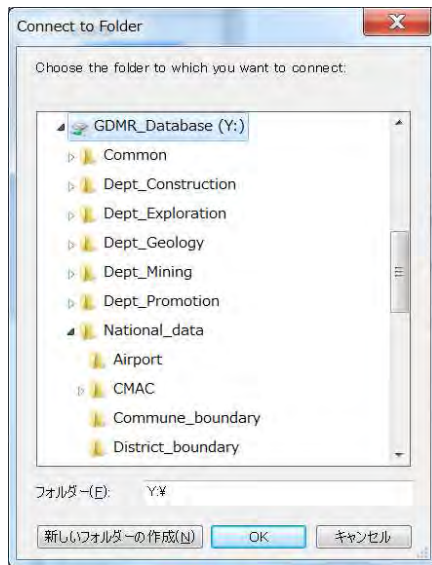 Connect to Folder
Choose the folder to which you want to connect:
GDMR_Database (Y:)
Common
Dept_Construction
Dept_Exploration
Dept_Geology
Dept_Mining
Dept_Promotion
National_data
Airport
CMAC
Commune_boundary
District_boundary
フォルダー(F): Y:¥
新しいフォルダーの作成(N) OK キャンセル